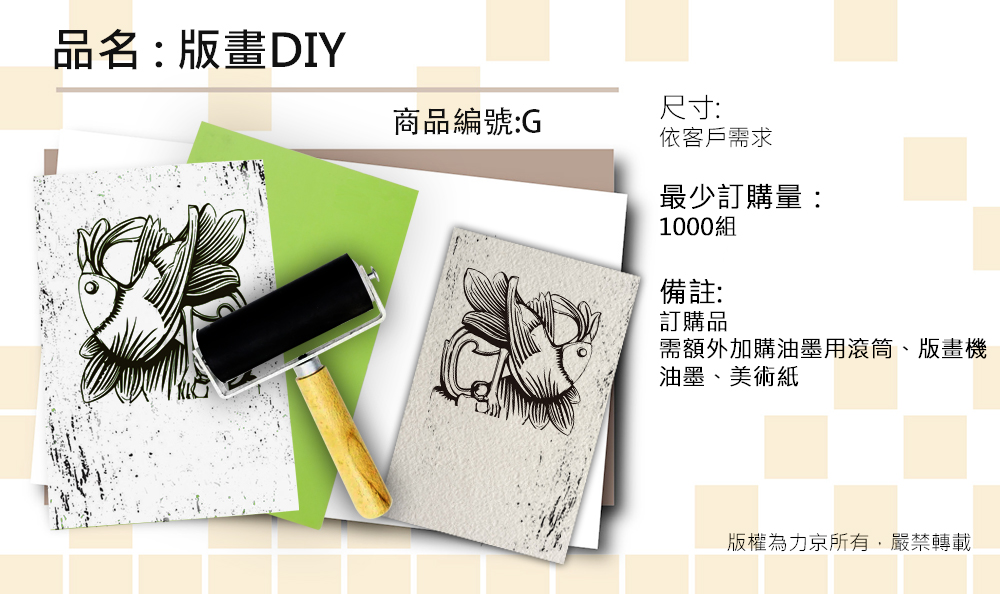 品名 : 版畫DIY
商品編號:G
尺寸:
依客戶需求
最少訂購量 :
1000組
備註:
訂購品
需額外加購油墨用滾筒、版畫機
油墨、美術紙
版權為力京所有，嚴禁轉載